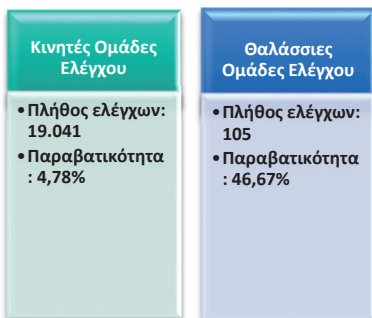 Κινητές Ομάδες
Ελέγχου
•Πλήθος ελέγχων:
19.041
•Παραβατικότητα
: 4,78%
Θαλάσσιες
Ομάδες Ελέγχου
•Πλήθος ελέγχων:
105
•Παραβατικότητα
: 46,67%